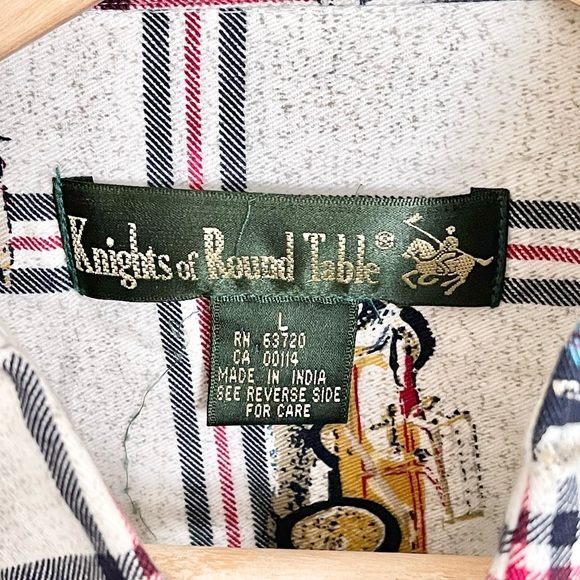 Knights of Round Table®
L
RN 63720
CA 00114
MADE IN INDIA
SEE REVERSE SIDE
FOR CARE